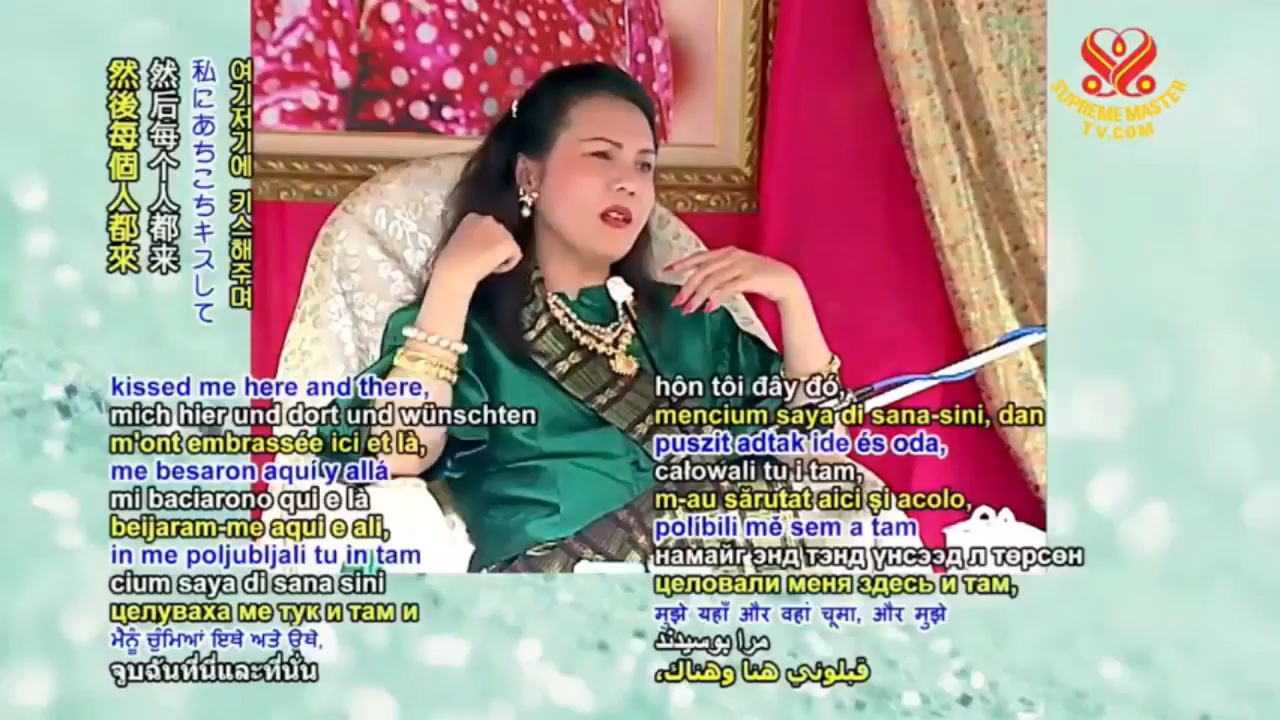 여기저기에 키스해주며
私にあちこちキスして
然后每个人都来
然後每個人都來
SUPREME MASTER
TV.COM
kissed me here and there,
mich hier und dort und wünschten
m'ont embrassée ici et là,
me besaron aquí y allá
mi baciarono qui e là
beijaram-me aqui e ali,
in me poljubljali tu in tam
cium saya di sana sini
целуваха ме тук и там и
ਮੈਨੂੰ ਚੁੰਮਿਆਂ ਇਥੇ ਅਤੇ ਉਥੇ,
จูบฉันที่นี่และที่นั่น
hôn tôi đây đó,
mencium saya di sana-sini, dan
puszit adtak ide és oda,
całowali tu i tam,
m-au sărutat aici și acolo,
políbili mě sem a tam
намайг энд тэнд үнсээд л төрсөн
целовали меня здесь и там,
मुझे यहाँ और वहां चूमा, और मुझे
مرا بوسیدند
قبلوني هنا وهناك،